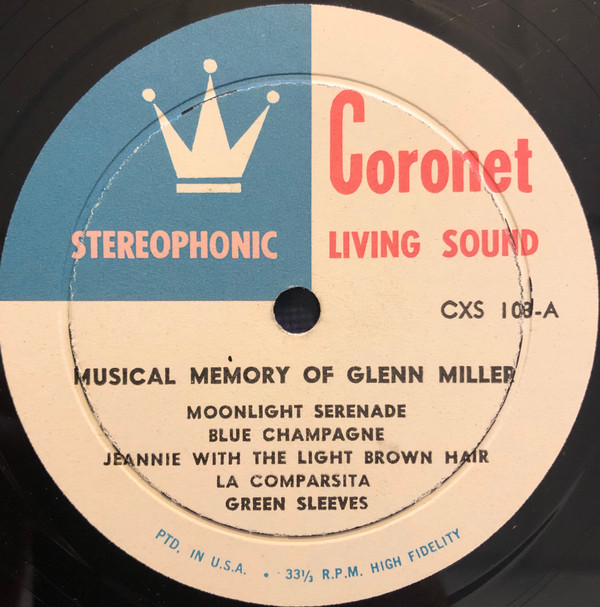 Coronet
STEREOPHONIC LIVING SOUND
CXS 103-A
MUSICAL MEMORY OF GLENN MILLER
MOONLIGHT SERENADE
BLUE CHAMPAGNE
JEANNIE WITH THE LIGHT BROWN HAIR
LA COMPARSITA
GREEN SLEEVES
PTD. IN U.S.A. • 33⅓ R.P.M. HIGH FIDELITY